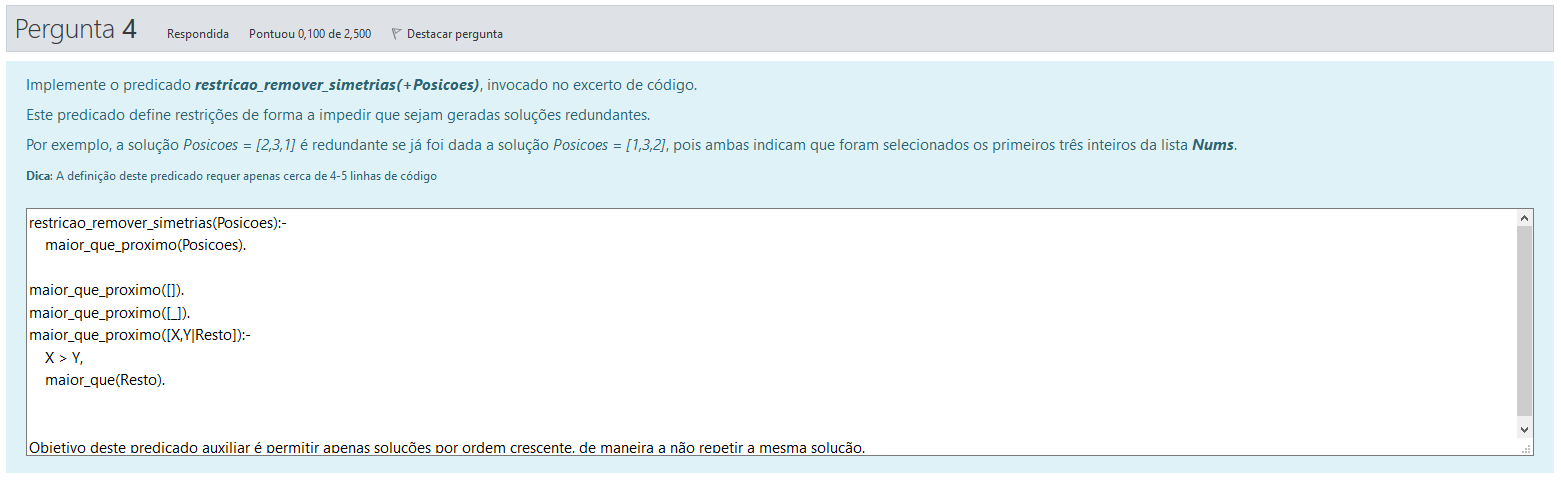 Pergunta 4 Respondida Pontuou 0,100 de 2,500 Destacar pergunta
Implemente o predicado restricao_remover_simetrias(+Posicoes), invocado no excerto de código.
Este predicado define restrições de forma a impedir que sejam geradas soluções redundantes.
Por exemplo, a solução Posicoes = [2,3,1] é redundante se já foi dada a solução Posicoes = [1,3,2], pois ambas indicam que foram selecionados os primeiros três inteiros da lista Nums.
Dica: A definição deste predicado requer apenas cerca de 4-5 linhas de código
restricao_remover_simetrias(Posicoes):-
maior_que_proximo(Posicoes).
maior_que_proximo([]).
maior_que_proximo([_]).
maior_que_proximo([X,Y|Resto]):-
X > Y,
maior_que(Resto).
Objetivo deste predicado auxiliar é permitir apenas soluções por ordem crescente, de maneira a não repetir a mesma solução.